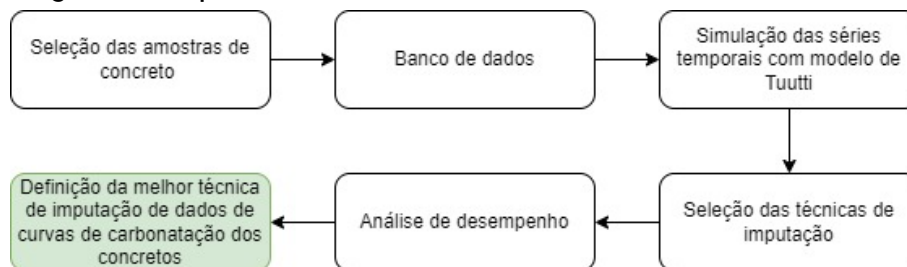 Seleção das amostras de
concreto
Banco de dados
Simulação das séries
temporais com modelo de
Tuutti
Seleção das técnicas de
imputação
Análise de desempenho
Definição da melhor técnica
de imputação de dados de
curvas de carbonatação dos
concretos